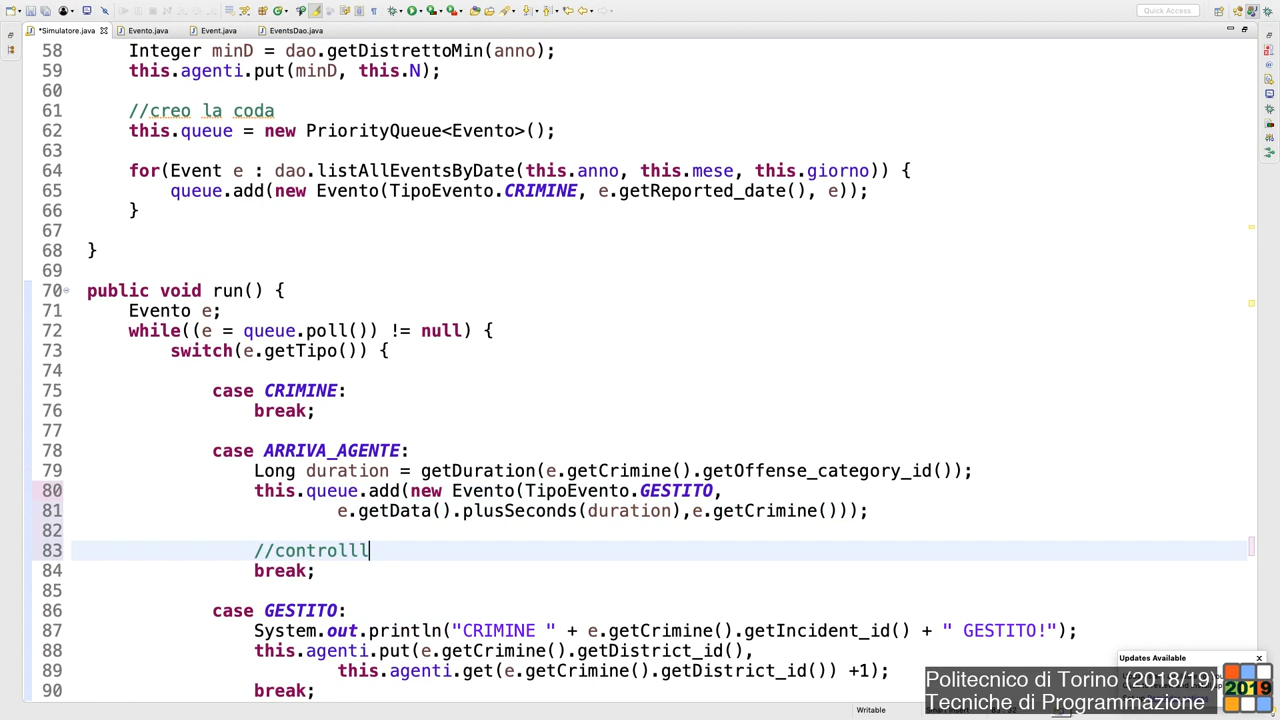 Quick Access
*Simulatore.java
Evento.java
Event.java
EventsDao.java
58 Integer minD = dao.getDistrettoMin(anno);
59 this.agenti.put(minD, this.N);
60
61 //creo la coda
62 this.queue = new PriorityQueue<Evento>();
63
64 for(Event e : dao.listAllEventsByDate(this.anno, this.mese, this.giorno)) {
65 queue.add(new Evento(TipoEvento.CRIMINE, e.getReported_date(), e));
66 }
67
68 }
69
70 public void run() {
71 Evento e;
72 while((e = queue.poll()) != null) {
73 switch(e.getTipo()) {
74
75 case CRIMINE:
76 break;
77
78 case ARRIVA_AGENTE:
79 Long duration = getDuration(e.getCrimine().getOffense_category_id());
80 this.queue.add(new Evento(TipoEvento.GESTITO,
81 e.getData().plusSeconds(duration),e.getCrimine()));
82
83 //controlll
84 break;
85
86 case GESTITO:
87 System.out.println("CRIMINE " + e.getCrimine().getIncident_id() + " GESTITO!");
88 this.agenti.put(e.getCrimine().getDistrict_id(),
89 this.agenti.get(e.getCrimine().getDistrict_id()) +1);
90 break;
Updates Available
Politecnico di Torino (2018/19)
Tecniche di Programmazione
2019
Writable